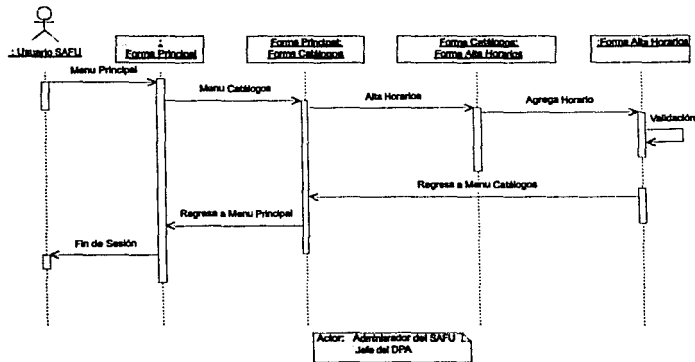 : Usuario SAFU
:
Forma Principal
Forma Principal:
Forma Catálogos
Forma Catálogos:
Forma Alta Horarios
:Forma Alta Horarios
Menu Principal
Menu Catálogos
Alta Horarios
Agrega Horario
Validación
Regresa a Menu Catálogos
Regresa a Menu Principal
Fin de Sesión
Actor: Administrador del SAFU
Jefe del DPA